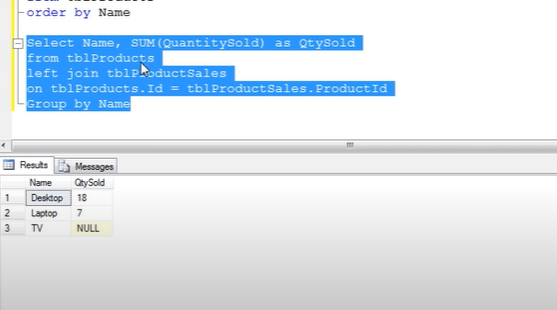 order by Name
Select Name, SUM(QuantitySold) as QtySold
from tblProducts
left join tblProductSales
on tblProducts.Id = tblProductSales.ProductId
Group by Name
Results Messages
Name QtySold
1 Desktop 18
2 Laptop 7
3 TV NULL